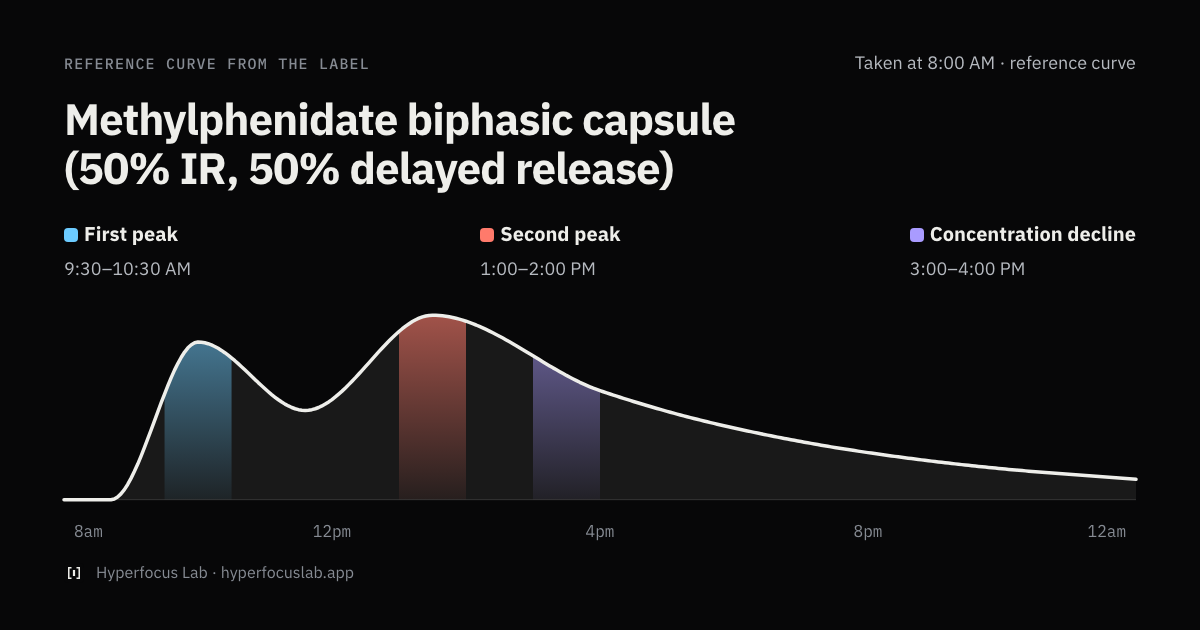 REFERENCE CURVE FROM THE LABEL
Taken at 8:00 AM · reference curve
Methylphenidate biphasic capsule
(50% IR, 50% delayed release)
First peak
9:30–10:30 AM
Second peak
1:00–2:00 PM
Concentration decline
3:00–4:00 PM
8am 12pm 4pm 8pm 12am
Hyperfocus Lab · hyperfocuslab.app